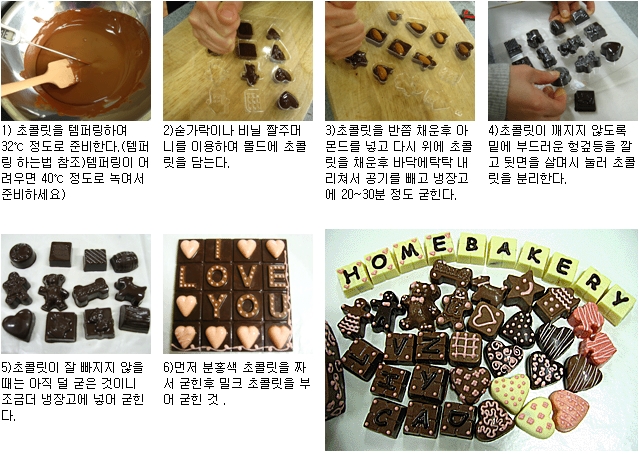 1) 초콜릿을 템퍼링하여
32℃ 정도로 준비한다.(템퍼
링 하는법 참조)템퍼링이 어
려우면 40℃ 정도로 녹여서
준비하세요)
2)숟가락이나 비닐 짤주머
니를 이용하여 몰드에 초콜
릿을 담는다.
3)초콜릿을 반쯤 채운후 아
몬드를 넣고 다시 위에 초콜
릿을 채운후 바닥에탁탁 내
리쳐서 공기를 빼고 냉장고
에 20~30분 정도 굳힌다.
4)초콜릿이 깨지지 않도록
밑에 부드러운 헝겊등을 깔
고 뒷면을 살며시 눌러 초콜
릿을 분리한다.
5)초콜릿이 잘 빠지지 않을
때는 아직 덜 굳은 것이니
조금더 냉장고에 넣어 굳힌
다.
I
LOVE
YOU
6)먼저 분홍색 초콜릿을 짜
서 굳힌후 밀크 초콜릿을 부
어 굳힌 것 .
HOMEBAKERY